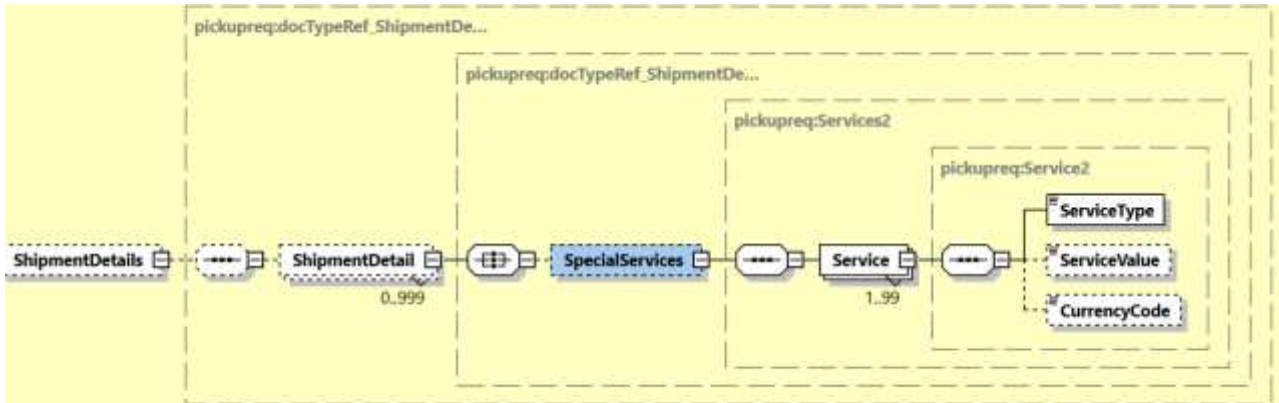 pickupreq:docTypeRef_ShipmentDe...
pickupreq:docTypeRef_ShipmentDe...
pickupreq:Services2
pickupreq:Service2
ServiceType
ShipmentDetails
ShipmentDetail
SpecialServices
Service
ServiceValue
0..999
1..99
CurrencyCode